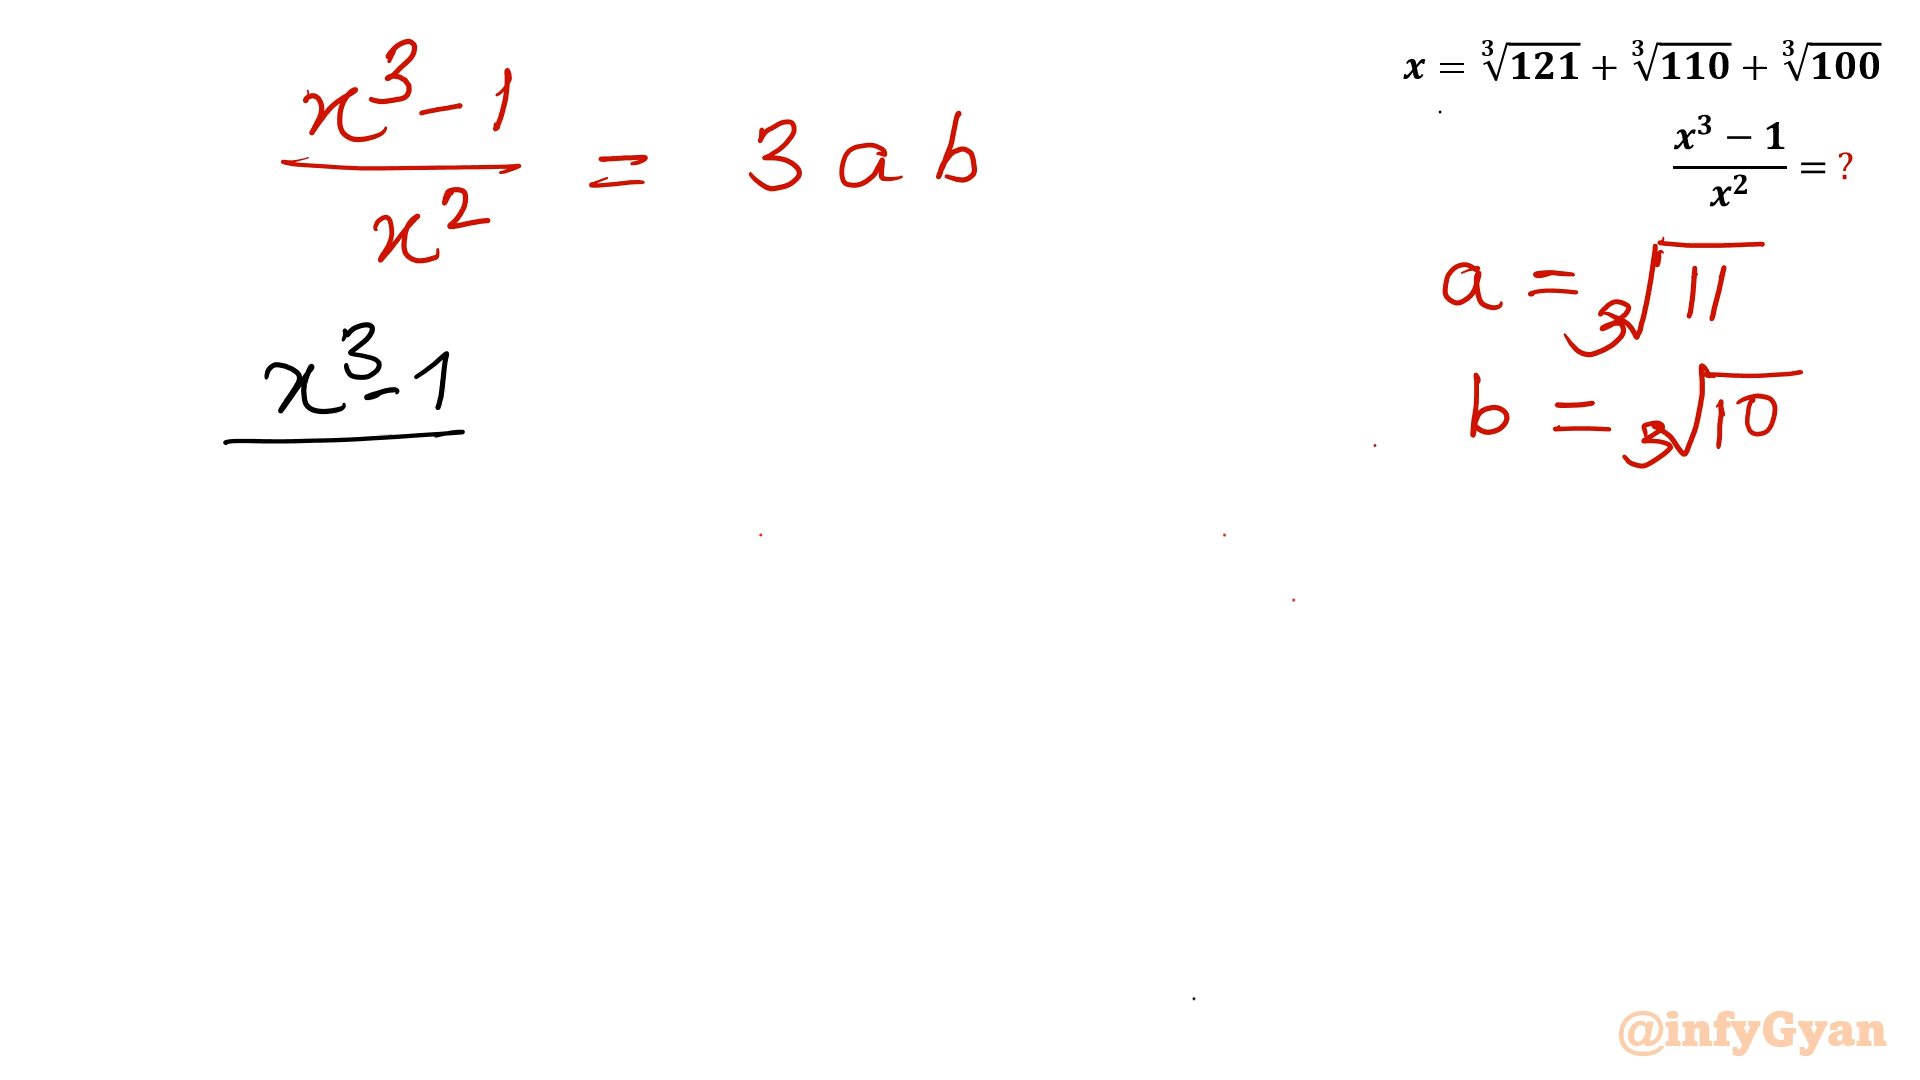 x = ∛121 + ∛110 + ∛100
(x³ − 1)/x² = ?
(x³ − 1)/x² = 3ab
a = ∛11
b = ∛10
x³ − 1
@infyGyan